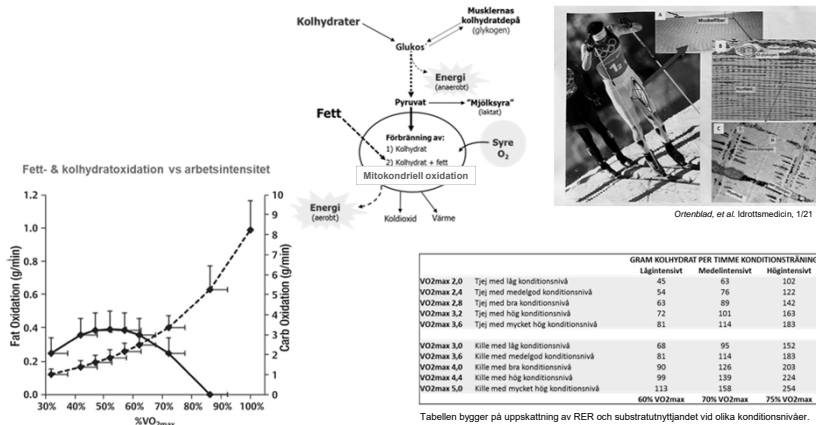 Kolhydrater
Musklernas
kolhydratdepå
(glykogen)
Glukos
Energi
(anaerobt)
Pyruvat
"Mjölksyra"
(laktat)
Fett
Förbränning av:
1) Kolhydrat
2) Kolhydrat + fett
Syre
O2
Mitokondriell oxidation
Energi
(aerobt)
Koldioxid
Värme
A
Muskelfiber
B
C
Ortenblad, et al. Idrottsmedicin, 1/21
Fett- & kolhydratoxidation vs arbetsintensitet
Fat Oxidation (g/min)
1.2
1.0
0.8
0.6
0.4
0.2
0.0
Carb Oxidation (g/min)
10
9
8
7
6
5
4
3
2
1
0
30% 40% 50% 60% 70% 80% 90% 100%
%VO2max
GRAM KOLHYDRAT PER TIMME KONDITIONSTRÄNING
Lågintensivt Medelintensivt Högintensivt
VO2max 2,0 Tjej med låg konditionsnivå 45 63 102
VO2max 2,4 Tjej med medelgod konditionsnivå 54 76 122
VO2max 2,8 Tjej med bra konditionsnivå 63 89 142
VO2max 3,2 Tjej med hög konditionsnivå 72 101 163
VO2max 3,6 Tjej med mycket hög konditionsnivå 81 114 183
VO2max 3,0 Kille med låg konditionsnivå 68 95 152
VO2max 3,6 Kille med medelgod konditionsnivå 81 114 183
VO2max 4,0 Kille med bra konditionsnivå 90 126 203
VO2max 4,4 Kille med hög konditionsnivå 99 139 224
VO2max 5,0 Kille med mycket hög konditionsnivå 113 158 254
60% VO2max 70% VO2max 75% VO2max
Tabellen bygger på uppskattning av RER och substratutnyttjandet vid olika konditionsnivåer.